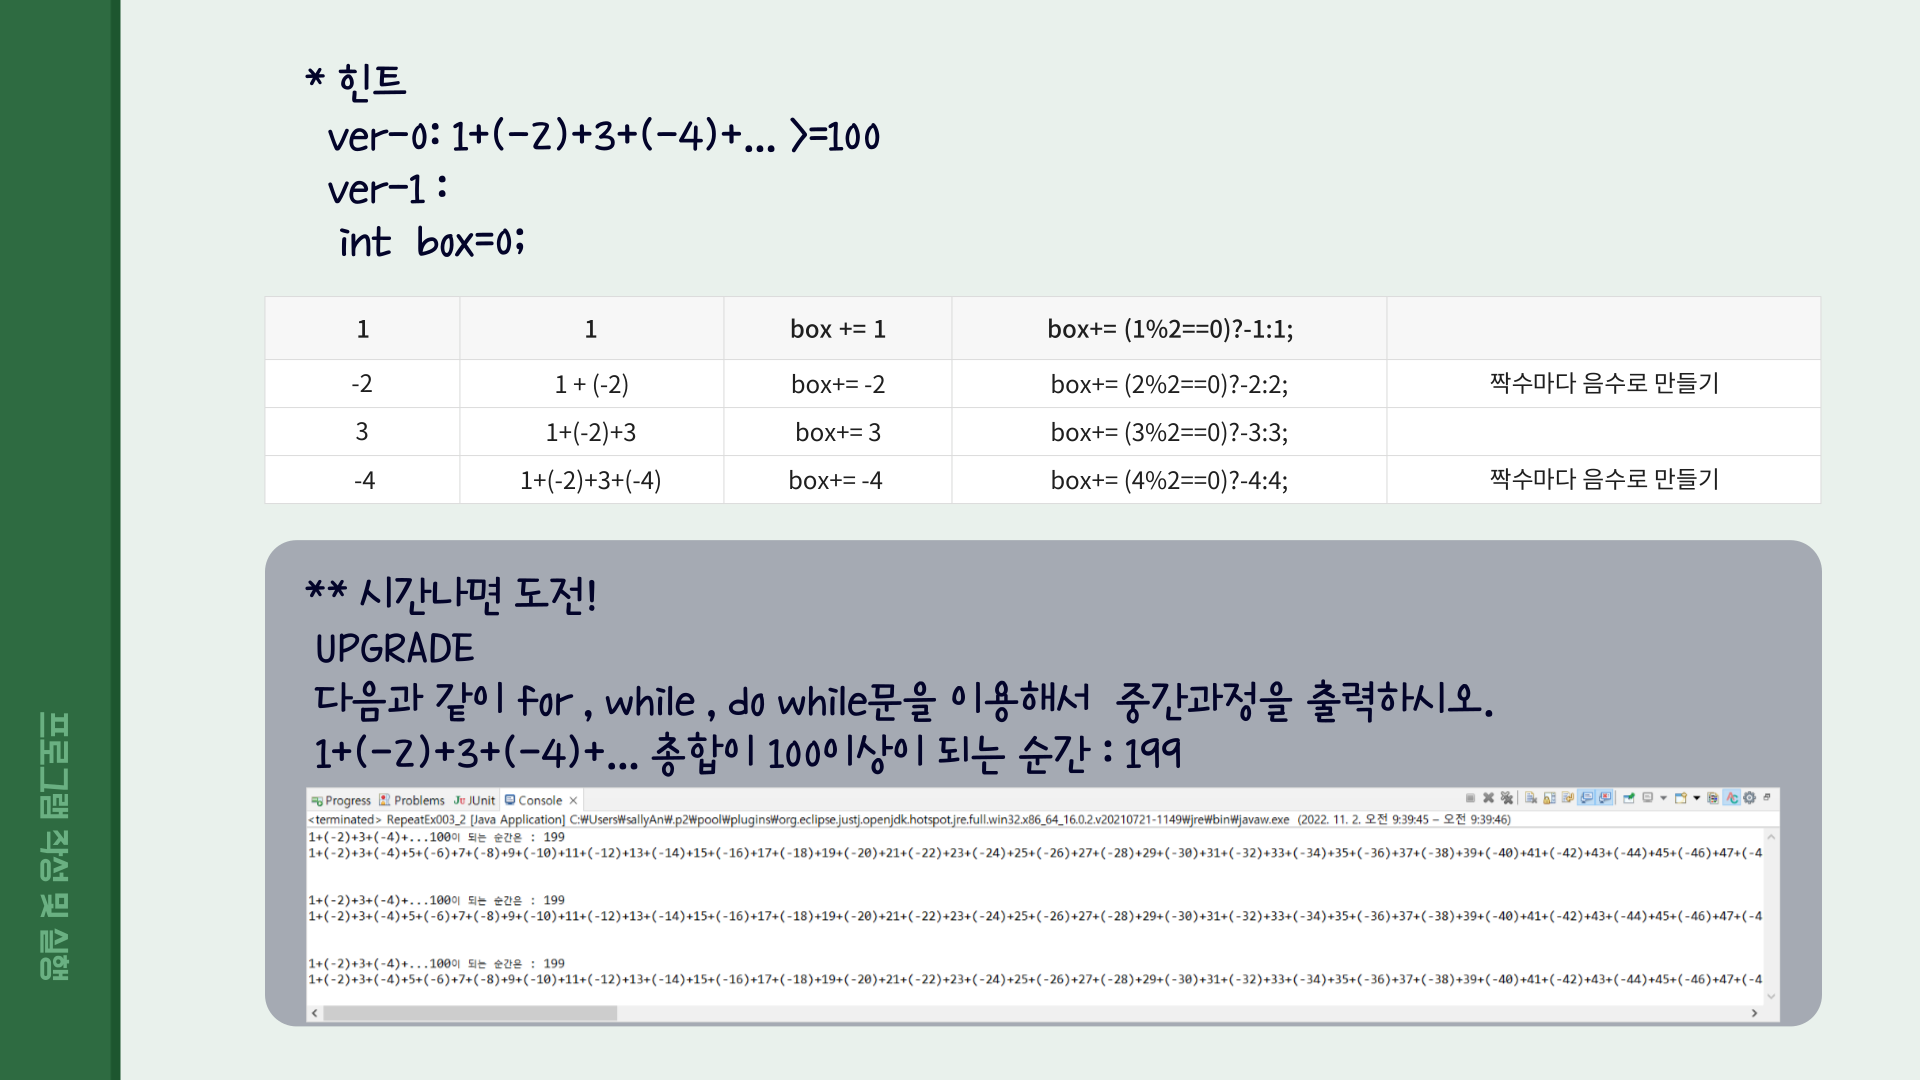 * 힌트
ver-0: 1+(-2)+3+(-4)+... >=100
ver-1 :
int box=0;
1 1 box += 1 box+= (1%2==0)?-1:1;
-2 1 + (-2) box+= -2 box+= (2%2==0)?-2:2; 짝수마다 음수로 만들기
3 1+(-2)+3 box+= 3 box+= (3%2==0)?-3:3;
-4 1+(-2)+3+(-4) box+= -4 box+= (4%2==0)?-4:4; 짝수마다 음수로 만들기
** 시간나면 도전!
UPGRADE
다음과 같이 for , while , do while문을 이용해서 중간과정을 출력하시오.
1+(-2)+3+(-4)+... 총합이 100이상이 되는 순간 : 199
Progress Problems JUnit Console
<terminated> RepeatEx003_2 [Java Application] C:₩Users₩sallyAn₩.p2₩pool₩plugins₩org.eclipse.justj.openjdk.hotspot.jre.full.win32.x86_64_16.0.2.v20210721-1149₩jre₩bin₩javaw.exe (2022. 11. 2. 오전 9:39:45 – 오전 9:39:46)
1+(-2)+3+(-4)+...100이 되는 순간은 : 199
1+(-2)+3+(-4)+5+(-6)+7+(-8)+9+(-10)+11+(-12)+13+(-14)+15+(-16)+17+(-18)+19+(-20)+21+(-22)+23+(-24)+25+(-26)+27+(-28)+29+(-30)+31+(-32)+33+(-34)+35+(-36)+37+(-38)+39+(-40)+41+(-42)+43+(-44)+45+(-46)+47+(-4
1+(-2)+3+(-4)+...100이 되는 순간은 : 199
1+(-2)+3+(-4)+5+(-6)+7+(-8)+9+(-10)+11+(-12)+13+(-14)+15+(-16)+17+(-18)+19+(-20)+21+(-22)+23+(-24)+25+(-26)+27+(-28)+29+(-30)+31+(-32)+33+(-34)+35+(-36)+37+(-38)+39+(-40)+41+(-42)+43+(-44)+45+(-46)+47+(-4
1+(-2)+3+(-4)+...100이 되는 순간은 : 199
1+(-2)+3+(-4)+5+(-6)+7+(-8)+9+(-10)+11+(-12)+13+(-14)+15+(-16)+17+(-18)+19+(-20)+21+(-22)+23+(-24)+25+(-26)+27+(-28)+29+(-30)+31+(-32)+33+(-34)+35+(-36)+37+(-38)+39+(-40)+41+(-42)+43+(-44)+45+(-46)+47+(-4
프로그램 작성 및 실행